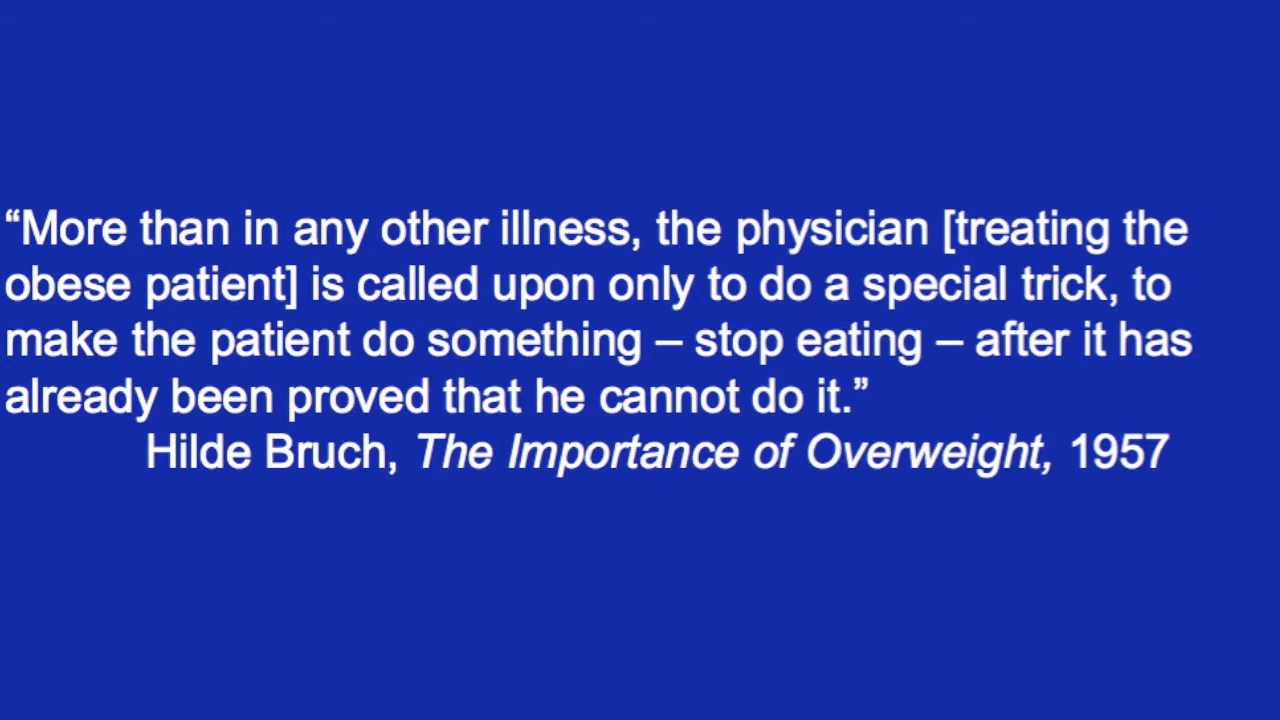 “More than in any other illness, the physician [treating the
obese patient] is called upon only to do a special trick, to
make the patient do something – stop eating – after it has
already been proved that he cannot do it.”
Hilde Bruch, The Importance of Overweight, 1957